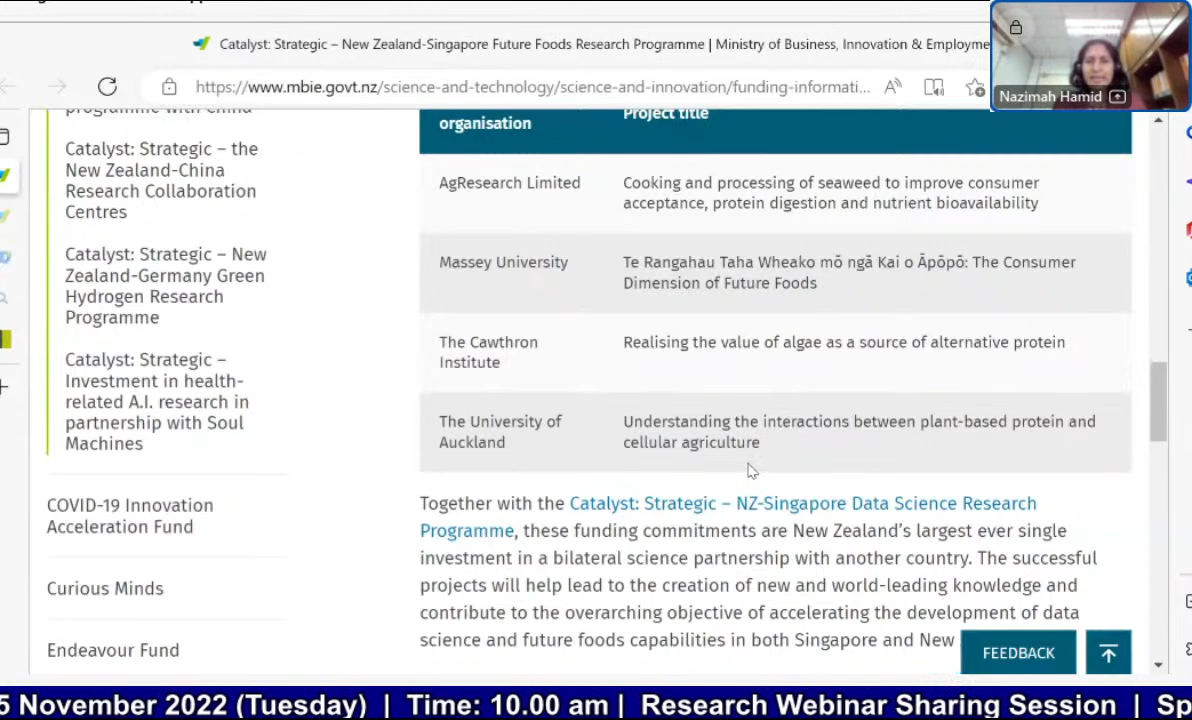 Catalyst: Strategic – New Zealand-Singapore Future Foods Research Programme | Ministry of Business, Innovation & Employme
https://www.mbie.govt.nz/science-and-technology/science-and-innovation/funding-informati...
Nazimah Hamid
programme with China
Catalyst: Strategic – the
New Zealand-China
Research Collaboration
Centres
Catalyst: Strategic – New
Zealand-Germany Green
Hydrogen Research
Programme
Catalyst: Strategic –
Investment in health-
related A.I. research in
partnership with Soul
Machines
COVID-19 Innovation
Acceleration Fund
Curious Minds
Endeavour Fund
organisation
Project title
AgResearch Limited
Cooking and processing of seaweed to improve consumer
acceptance, protein digestion and nutrient bioavailability
Massey University
Te Rangahau Taha Wheako mō ngā Kai o Āpōpō: The Consumer
Dimension of Future Foods
The Cawthron
Institute
Realising the value of algae as a source of alternative protein
The University of
Auckland
Understanding the interactions between plant-based protein and
cellular agriculture
Together with the Catalyst: Strategic – NZ-Singapore Data Science Research
Programme, these funding commitments are New Zealand's largest ever single
investment in a bilateral science partnership with another country. The successful
projects will help lead to the creation of new and world-leading knowledge and
contribute to the overarching objective of accelerating the development of data
science and future foods capabilities in both Singapore and New
FEEDBACK
5 November 2022 (Tuesday) | Time: 10.00 am | Research Webinar Sharing Session | Sp